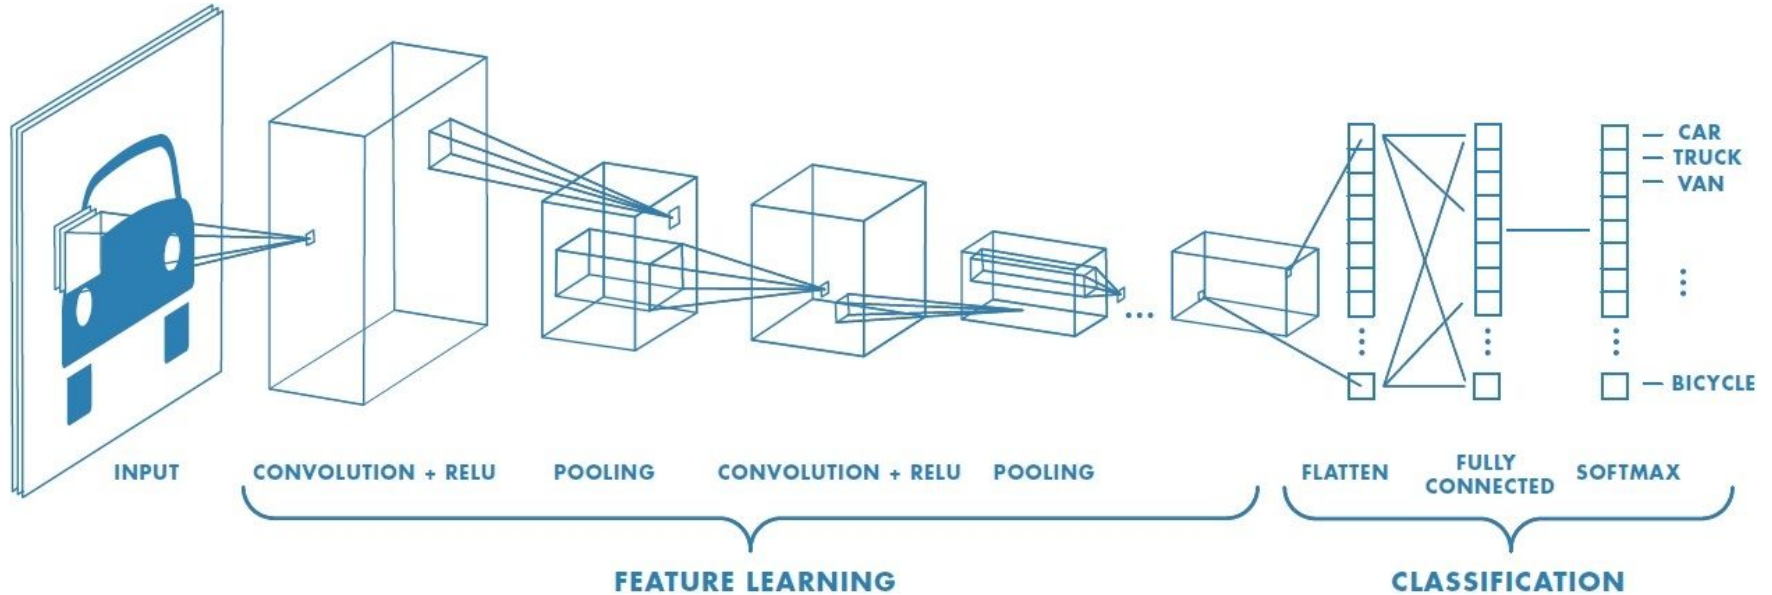 CAR
TRUCK
VAN
BICYCLE
INPUT
CONVOLUTION + RELU
POOLING
CONVOLUTION + RELU
POOLING
FLATTEN
FULLY
CONNECTED
SOFTMAX
FEATURE LEARNING
CLASSIFICATION